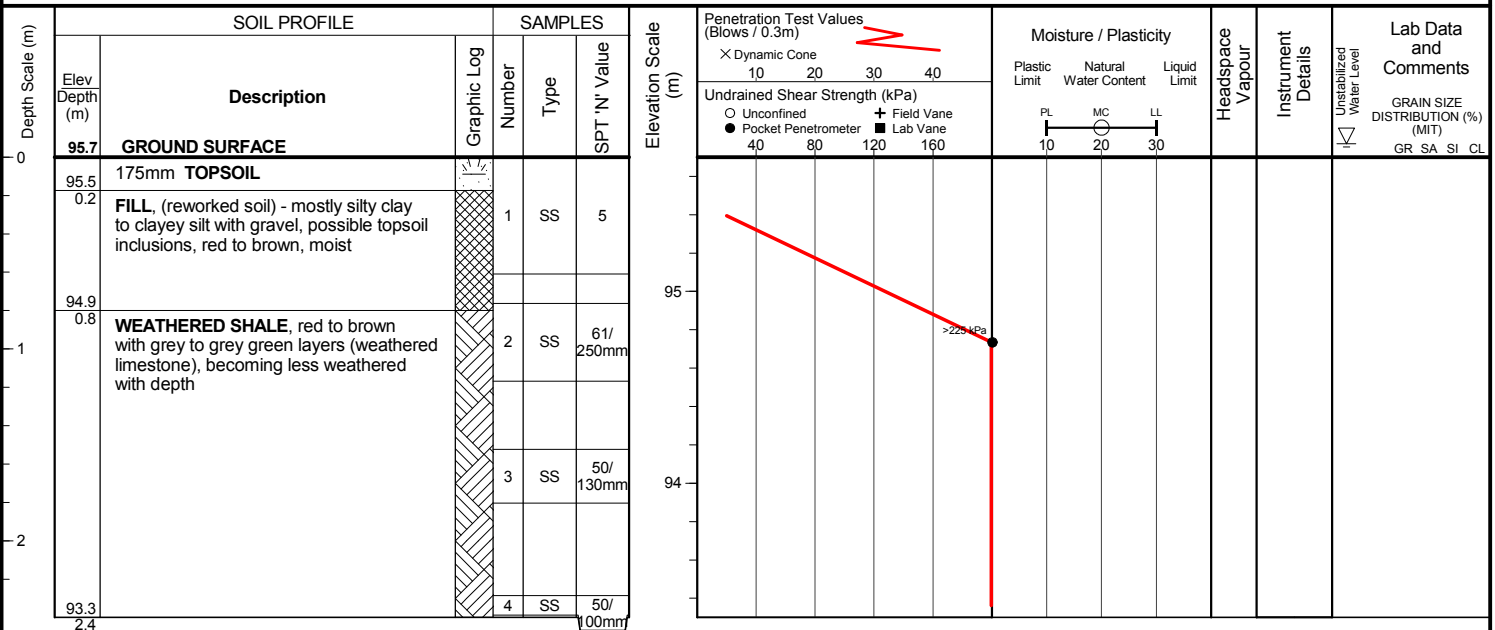 Depth Scale (m)
SOIL PROFILE
Elev
Depth
(m)
Description
Graphic Log
SAMPLES
Number
Type
SPT 'N' Value
Elevation Scale
(m)
Penetration Test Values
(Blows / 0.3m)
× Dynamic Cone
10 20 30 40
Undrained Shear Strength (kPa)
Unconfined + Field Vane
Pocket Penetrometer Lab Vane
40 80 120 160
Moisture / Plasticity
Plastic
Limit
Natural
Water Content
Liquid
Limit
PL MC LL
10 20 30
Headspace
Vapour
Instrument
Details
Unstabilized
Water Level
Lab Data
and
Comments
GRAIN SIZE
DISTRIBUTION (%)
(MIT)
GR SA SI CL
95.7 GROUND SURFACE
0
175mm TOPSOIL
95.5
0.2
FILL, (reworked soil) - mostly silty clay
to clayey silt with gravel, possible topsoil
inclusions, red to brown, moist
1 SS 5
95
94.9
0.8
WEATHERED SHALE, red to brown
with grey to grey green layers (weathered
limestone), becoming less weathered
with depth
1
2 SS 61/
250mm
>225 kPa
3 SS 50/
130mm
94
2
4 SS 50/
100mm
93.3
2.4